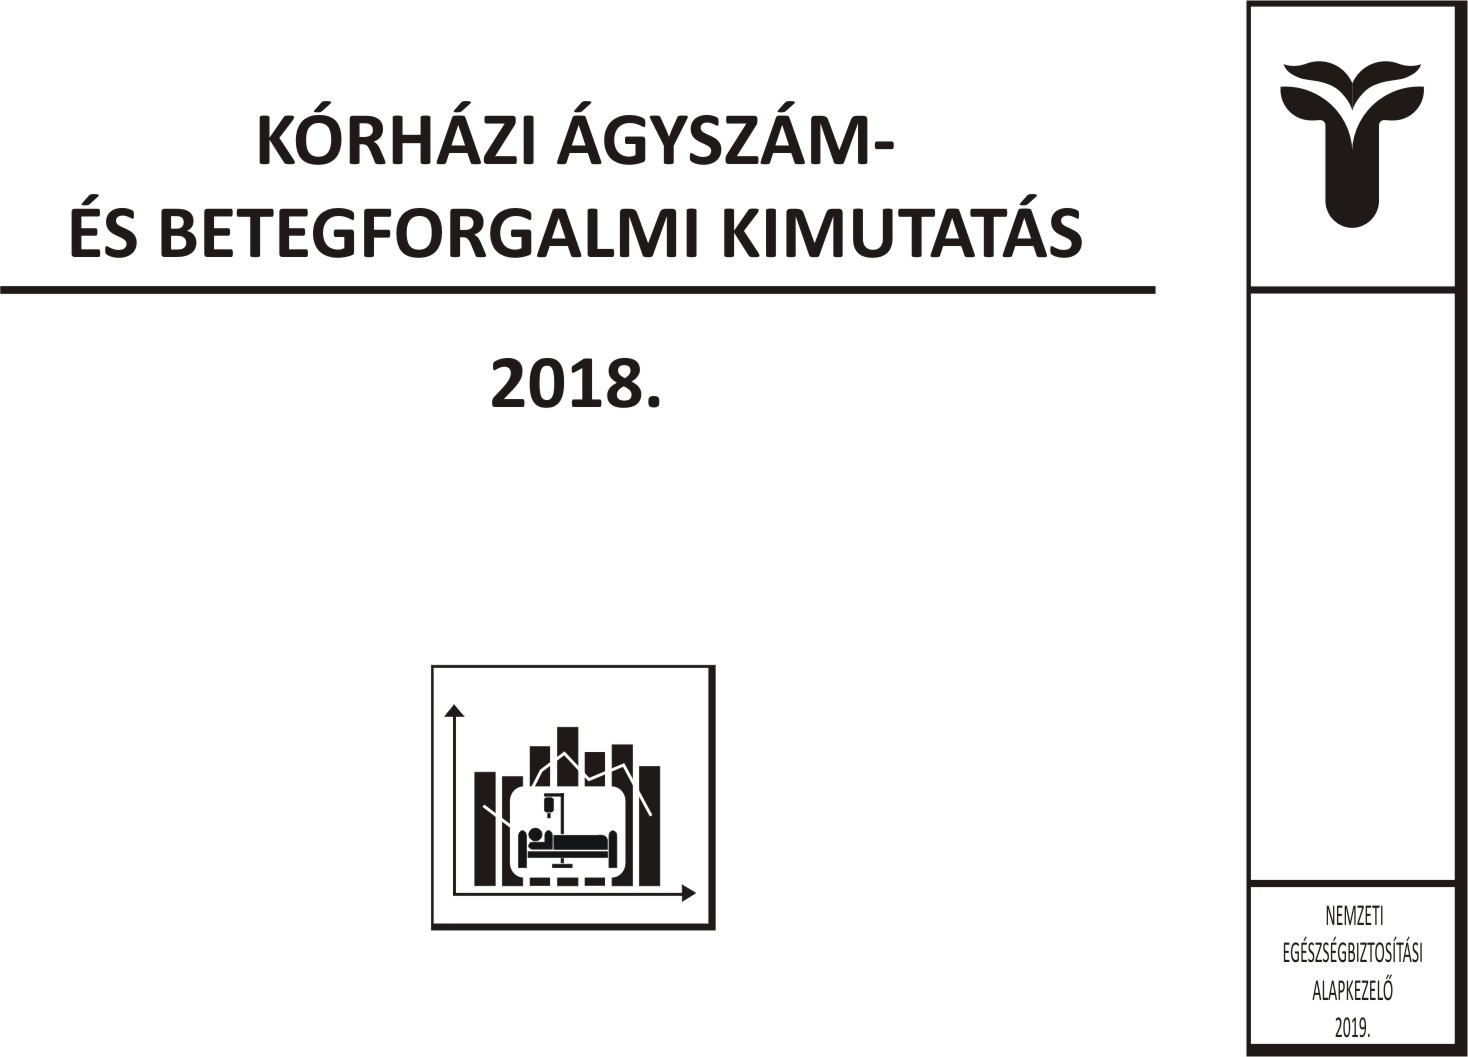 KÓRHÁZI ÁGYSZÁM-
ÉS BETEGFORGALMI KIMUTATÁS
2018.
NEMZETI
EGÉSZSÉGBIZTOSÍTÁSI
ALAPKEZELŐ
2019.